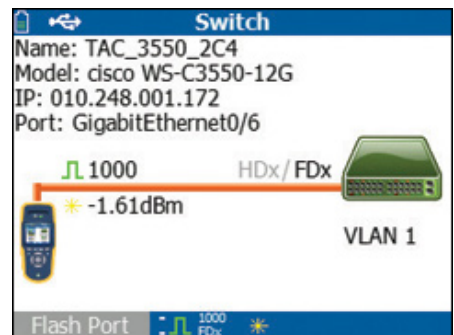 Switch
Name: TAC_3550_2C4
Model: cisco WS-C3550-12G
IP: 010.248.001.172
Port: GigabitEthernet0/6
1000 HDx/FDx
-1.61dBm
VLAN 1
Flash Port 1000
FDx